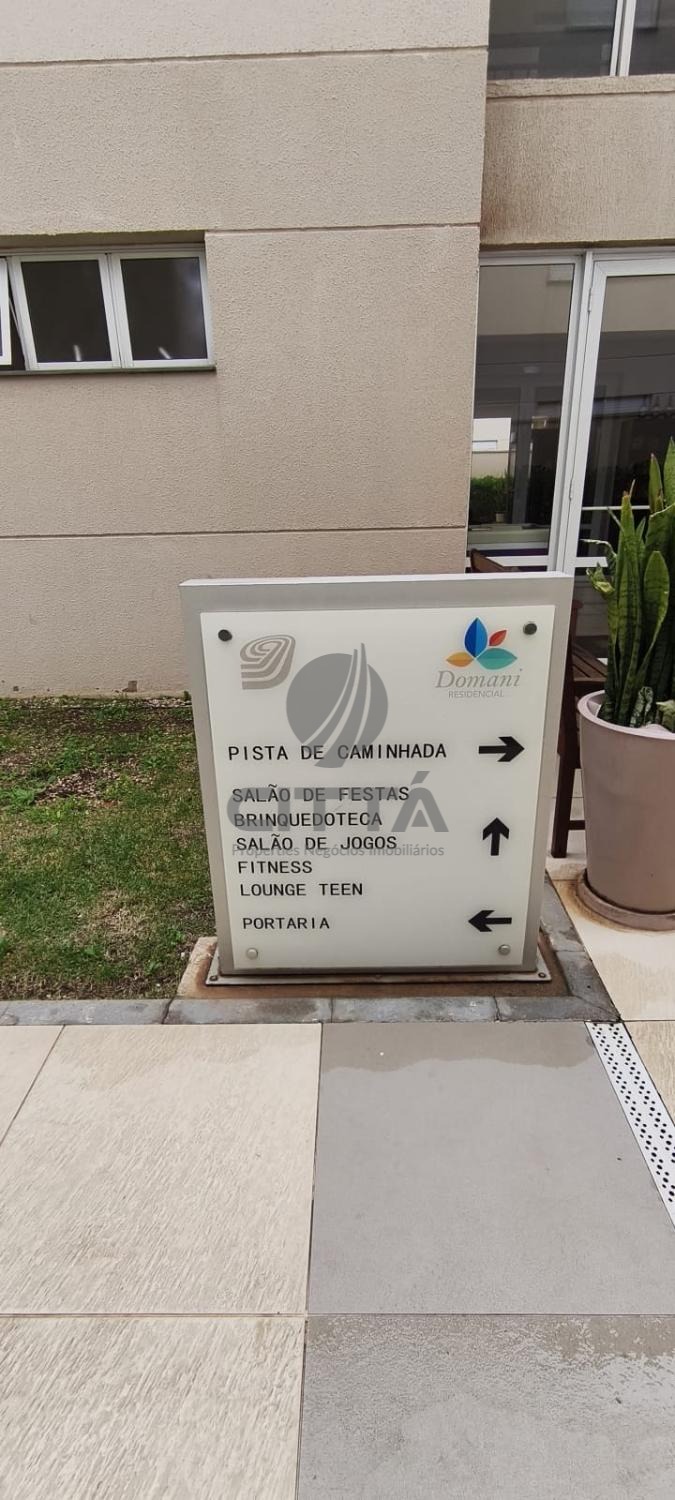 Domani
RESIDENCIAL
PISTA DE CAMINHADA
SALÃO DE FESTAS
BRINQUEDOTECA
CITTÁ
SALÃO DE JOGOS
Properties Negócios Imobiliários
FITNESS
LOUNGE TEEN
PORTARIA